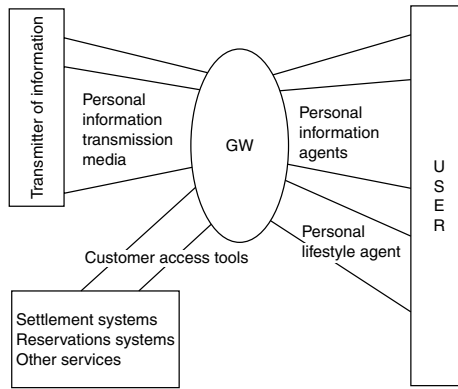 Transmitter of information
Personal
information
transmission
media
GW
Personal
information
agents
Personal
lifestyle agent
USER
Customer access tools
Settlement systems
Reservations systems
Other services